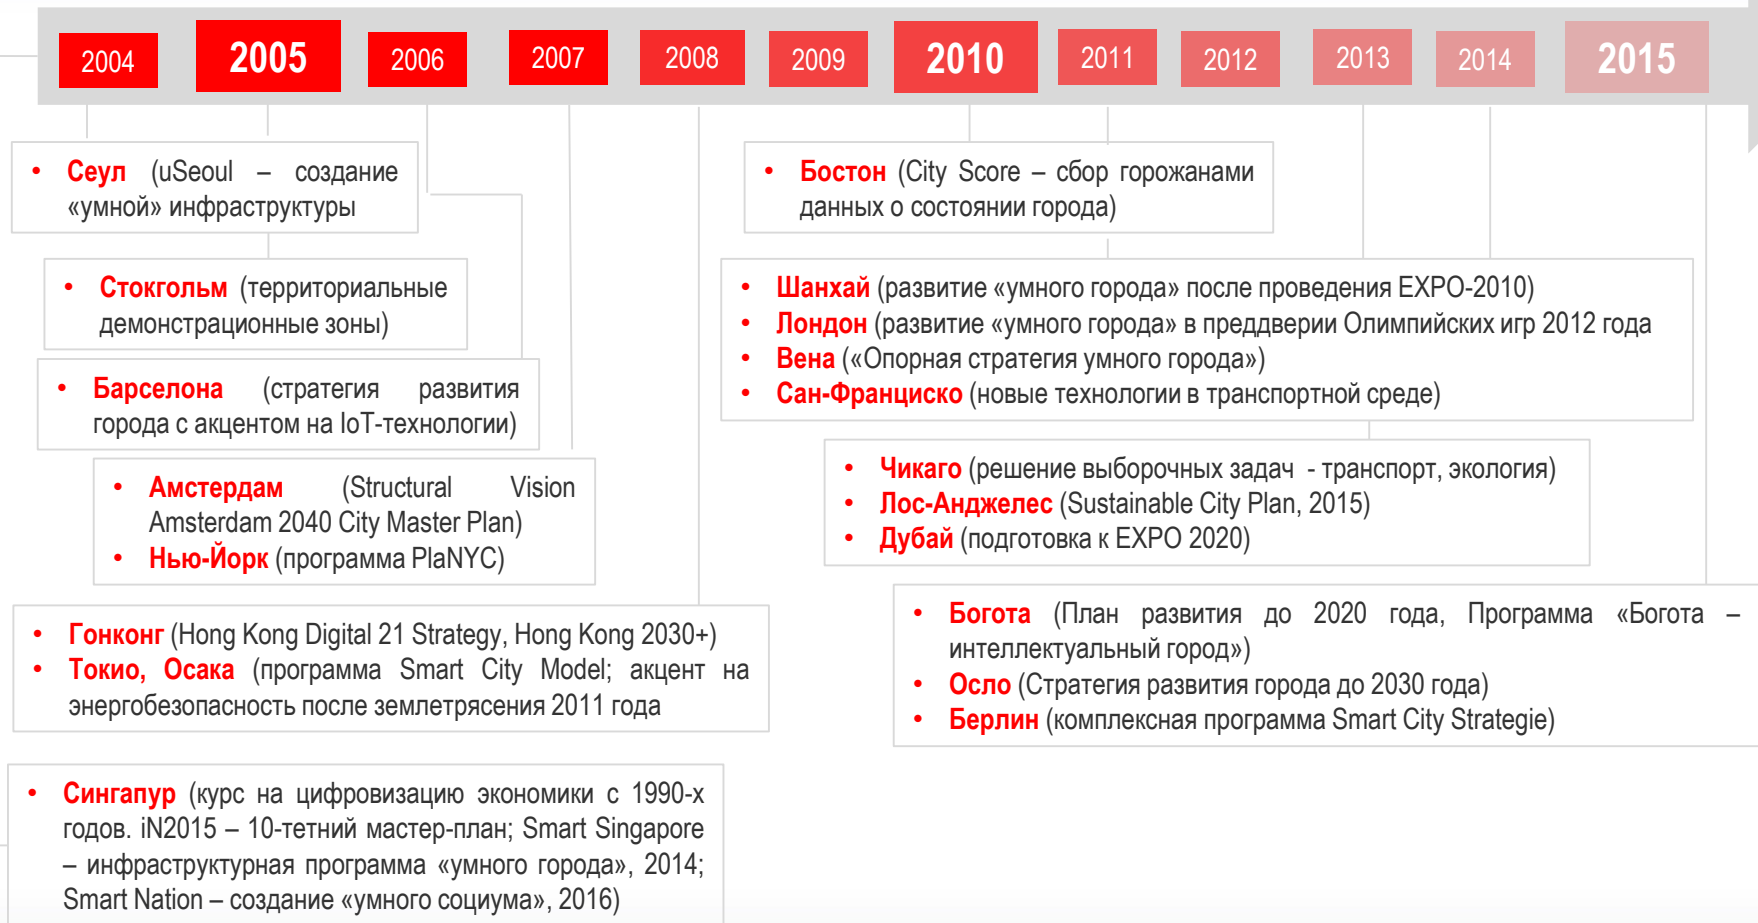 2004 2005 2006 2007 2008 2009 2010 2011 2012 2013 2014 2015
• Сеул (uSeoul – создание
«умной» инфраструктуры
• Стокгольм (территориальные
демонстрационные зоны)
• Барселона (стратегия развития
города с акцентом на IoT-технологии)
• Амстердам (Structural Vision
Amsterdam 2040 City Master Plan)
• Нью-Йорк (программа PlaNYC)
• Гонконг (Hong Kong Digital 21 Strategy, Hong Kong 2030+)
• Токио, Осака (программа Smart City Model; акцент на
энергобезопасность после землетрясения 2011 года
• Сингапур (курс на цифровизацию экономики с 1990-х
годов. iN2015 – 10-тетний мастер-план; Smart Singapore
– инфраструктурная программа «умного города», 2014;
Smart Nation – создание «умного социума», 2016)
• Бостон (City Score – сбор горожанами
данных о состоянии города)
• Шанхай (развитие «умного города» после проведения EXPO-2010)
• Лондон (развитие «умного города» в преддверии Олимпийских игр 2012 года
• Вена («Опорная стратегия умного города»)
• Сан-Франциско (новые технологии в транспортной среде)
• Чикаго (решение выборочных задач - транспорт, экология)
• Лос-Анджелес (Sustainable City Plan, 2015)
• Дубай (подготовка к EXPO 2020)
• Богота (План развития до 2020 года, Программа «Богота –
интеллектуальный город»)
• Осло (Стратегия развития города до 2030 года)
• Берлин (комплексная программа Smart City Strategie)